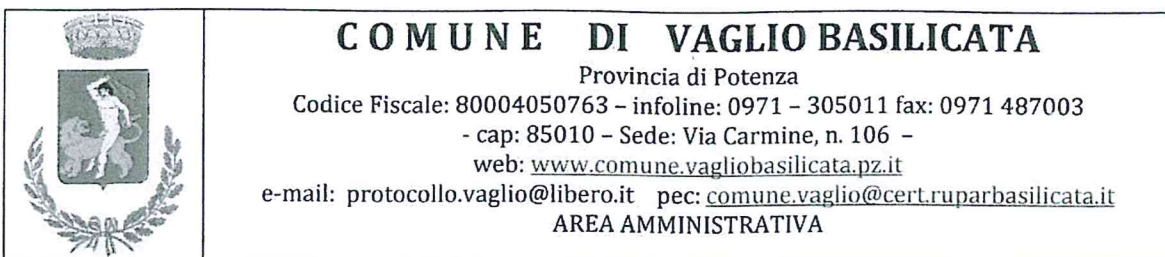 COMUNE DI VAGLIO BASILICATA
Provincia di Potenza
Codice Fiscale: 80004050763 – infoline: 0971 – 305011 fax: 0971 487003
- cap: 85010 – Sede: Via Carmine, n. 106 –
web: www.comune.vagliobasilicata.pz.it
e-mail: protocollo.vaglio@libero.it pec: comune.vaglio@cert.ruparbasilicata.it
AREA AMMINISTRATIVA